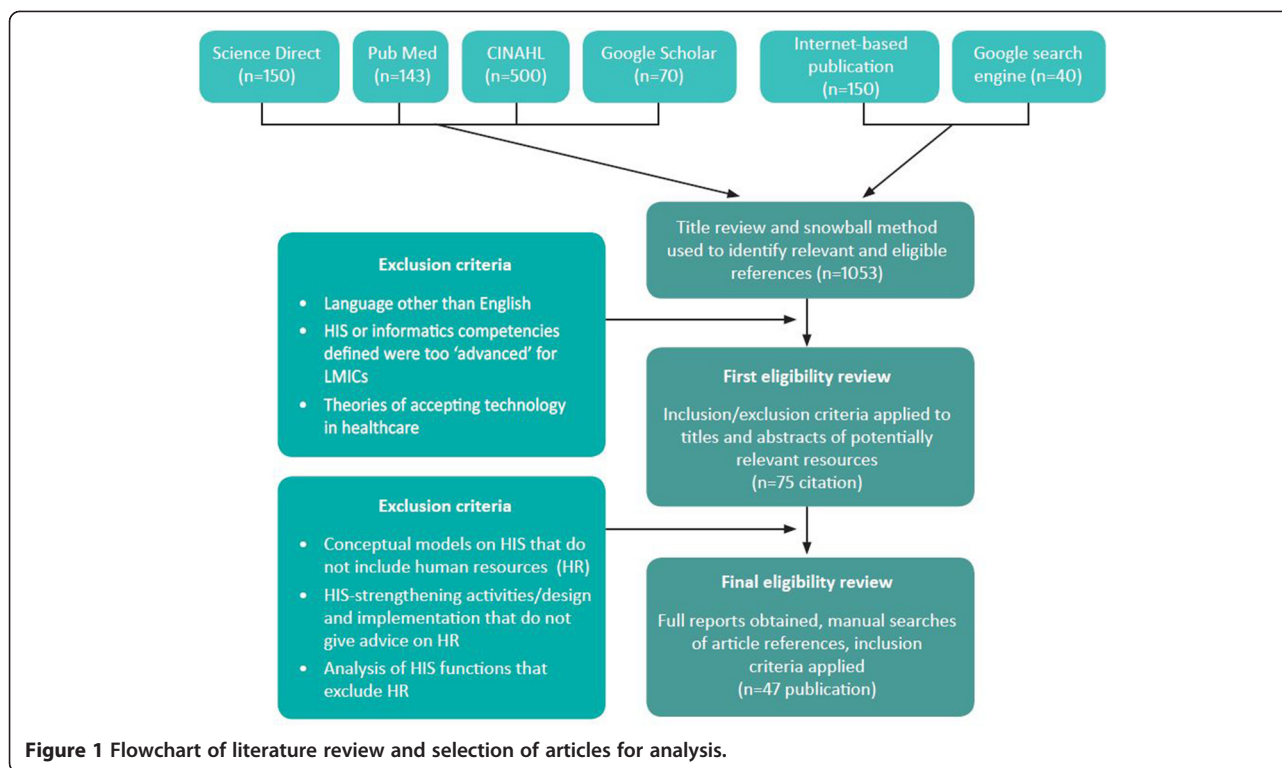 Science Direct
(n=150)
Pub Med
(n=143)
CINAHL
(n=500)
Google Scholar
(n=70)
Internet-based
publication
(n=150)
Google search
engine (n=40)
Title review and snowball method
used to identify relevant and eligible
references (n=1053)
Exclusion criteria
• Language other than English
• HIS or informatics competencies
defined were too ‘advanced’ for
LMICs
• Theories of accepting technology
in healthcare
First eligibility review
Inclusion/exclusion criteria applied to
titles and abstracts of potentially
relevant resources
(n=75 citation)
Exclusion criteria
• Conceptual models on HIS that do
not include human resources (HR)
• HIS-strengthening activities/design
and implementation that do not
give advice on HR
• Analysis of HIS functions that
exclude HR
Final eligibility review
Full reports obtained, manual searches
of article references, inclusion
criteria applied
(n=47 publication)
Figure 1 Flowchart of literature review and selection of articles for analysis.